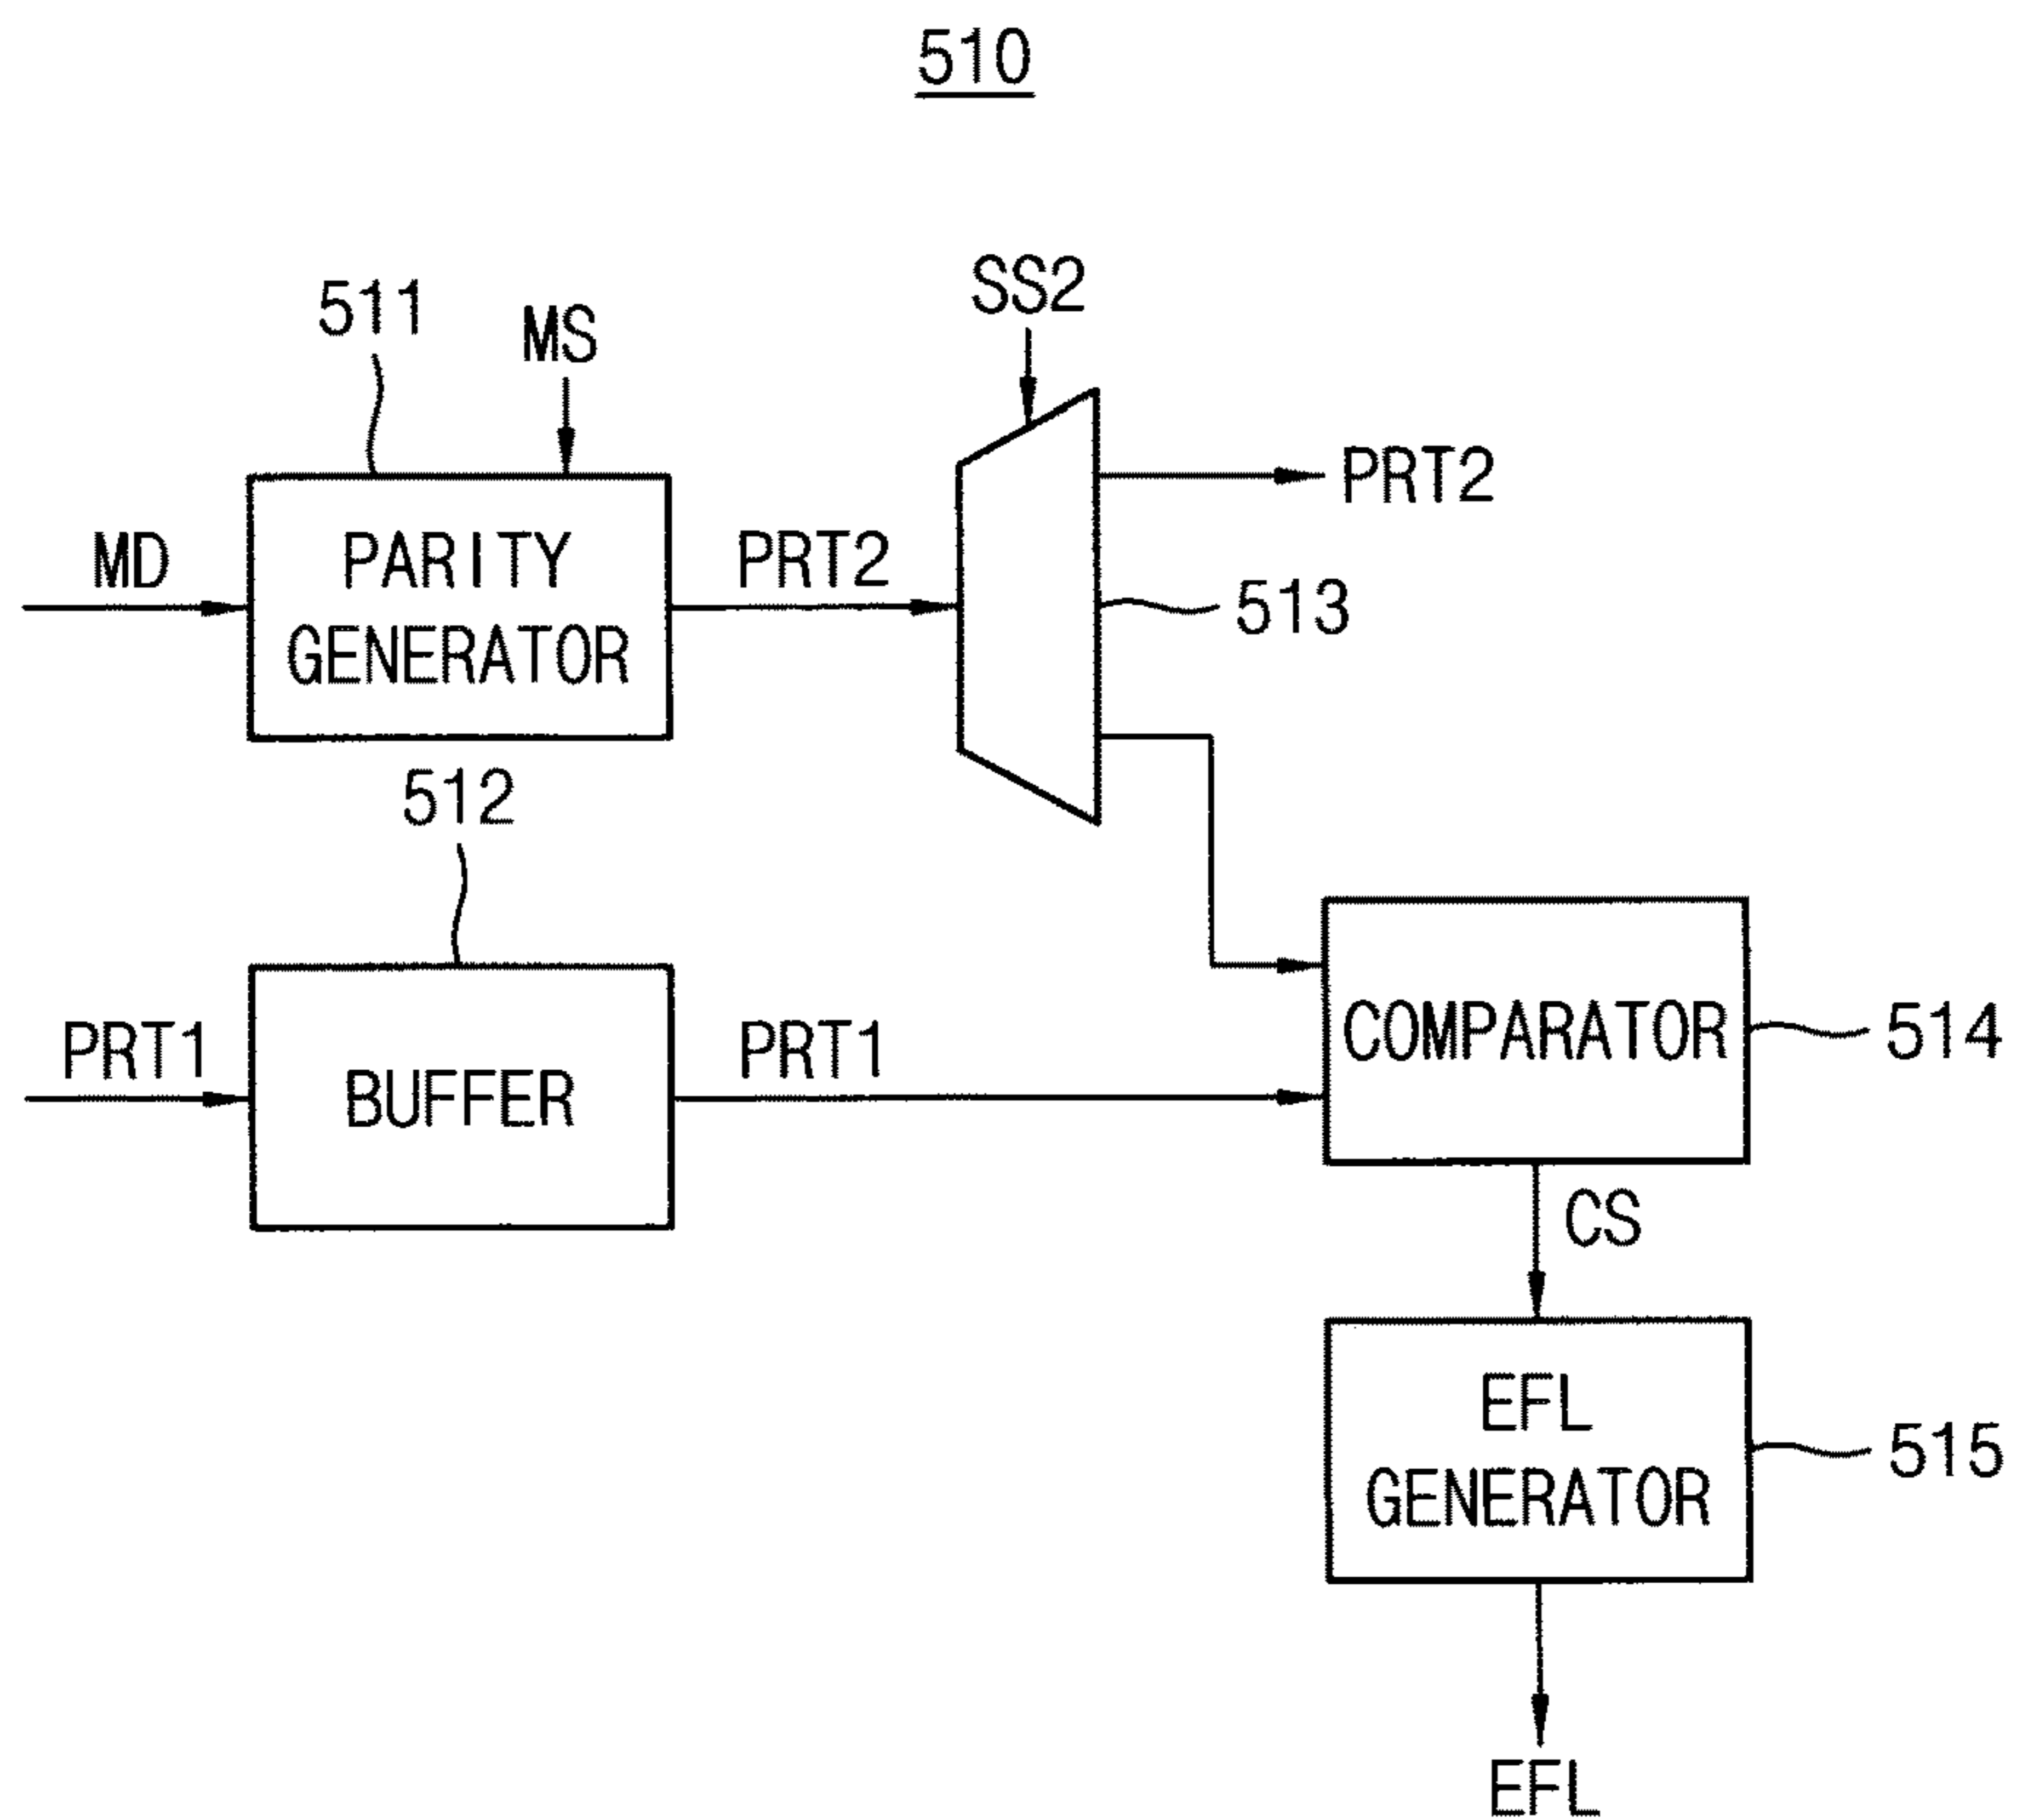 510
511
MS
SS2
MD
PARITY
GENERATOR
PRT2
PRT2
513
512
PRT1
BUFFER
PRT1
COMPARATOR
514
CS
EFL
GENERATOR
515
EFL